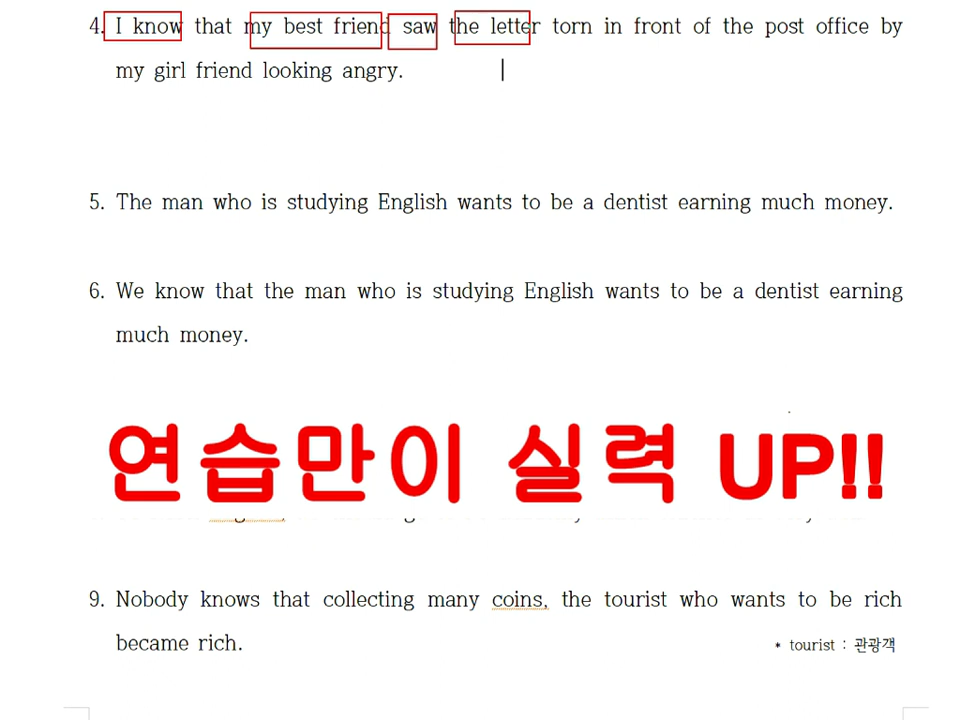 4. I know that my best friend saw the letter torn in front of the post office by
my girl friend looking angry.
5. The man who is studying English wants to be a dentist earning much money.
6. We know that the man who is studying English wants to be a dentist earning
much money.
연습만이 실력 UP!!
9. Nobody knows that collecting many coins, the tourist who wants to be rich
became rich.
* tourist : 관광객